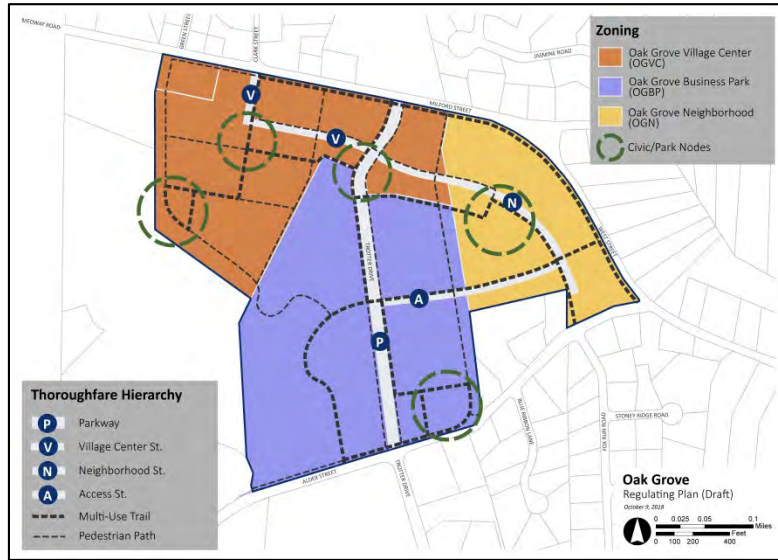 MEDWAY ROAD
GREEN STREET
CLARK STREET
JASMINE ROAD
MILFORD STREET
WEST STREET
V
V
N
A
P
TROTTER DRIVE
ALDER STREET
TROTTER DRIVE
BLUE RIBBON LANE
FOX RUN ROAD
STONEY RIDGE ROAD
Zoning
Oak Grove Village Center
(OGVC)
Oak Grove Business Park
(OGBP)
Oak Grove Neighborhood
(OGN)
Civic/Park Nodes
Thoroughfare Hierarchy
P Parkway
V Village Center St.
N Neighborhood St.
A Access St.
Multi-Use Trail
Pedestrian Path
Oak Grove
Regulating Plan (Draft)
October 9, 2018
0 0.025 0.05 0.1
Miles
Feet
0 100 200 400